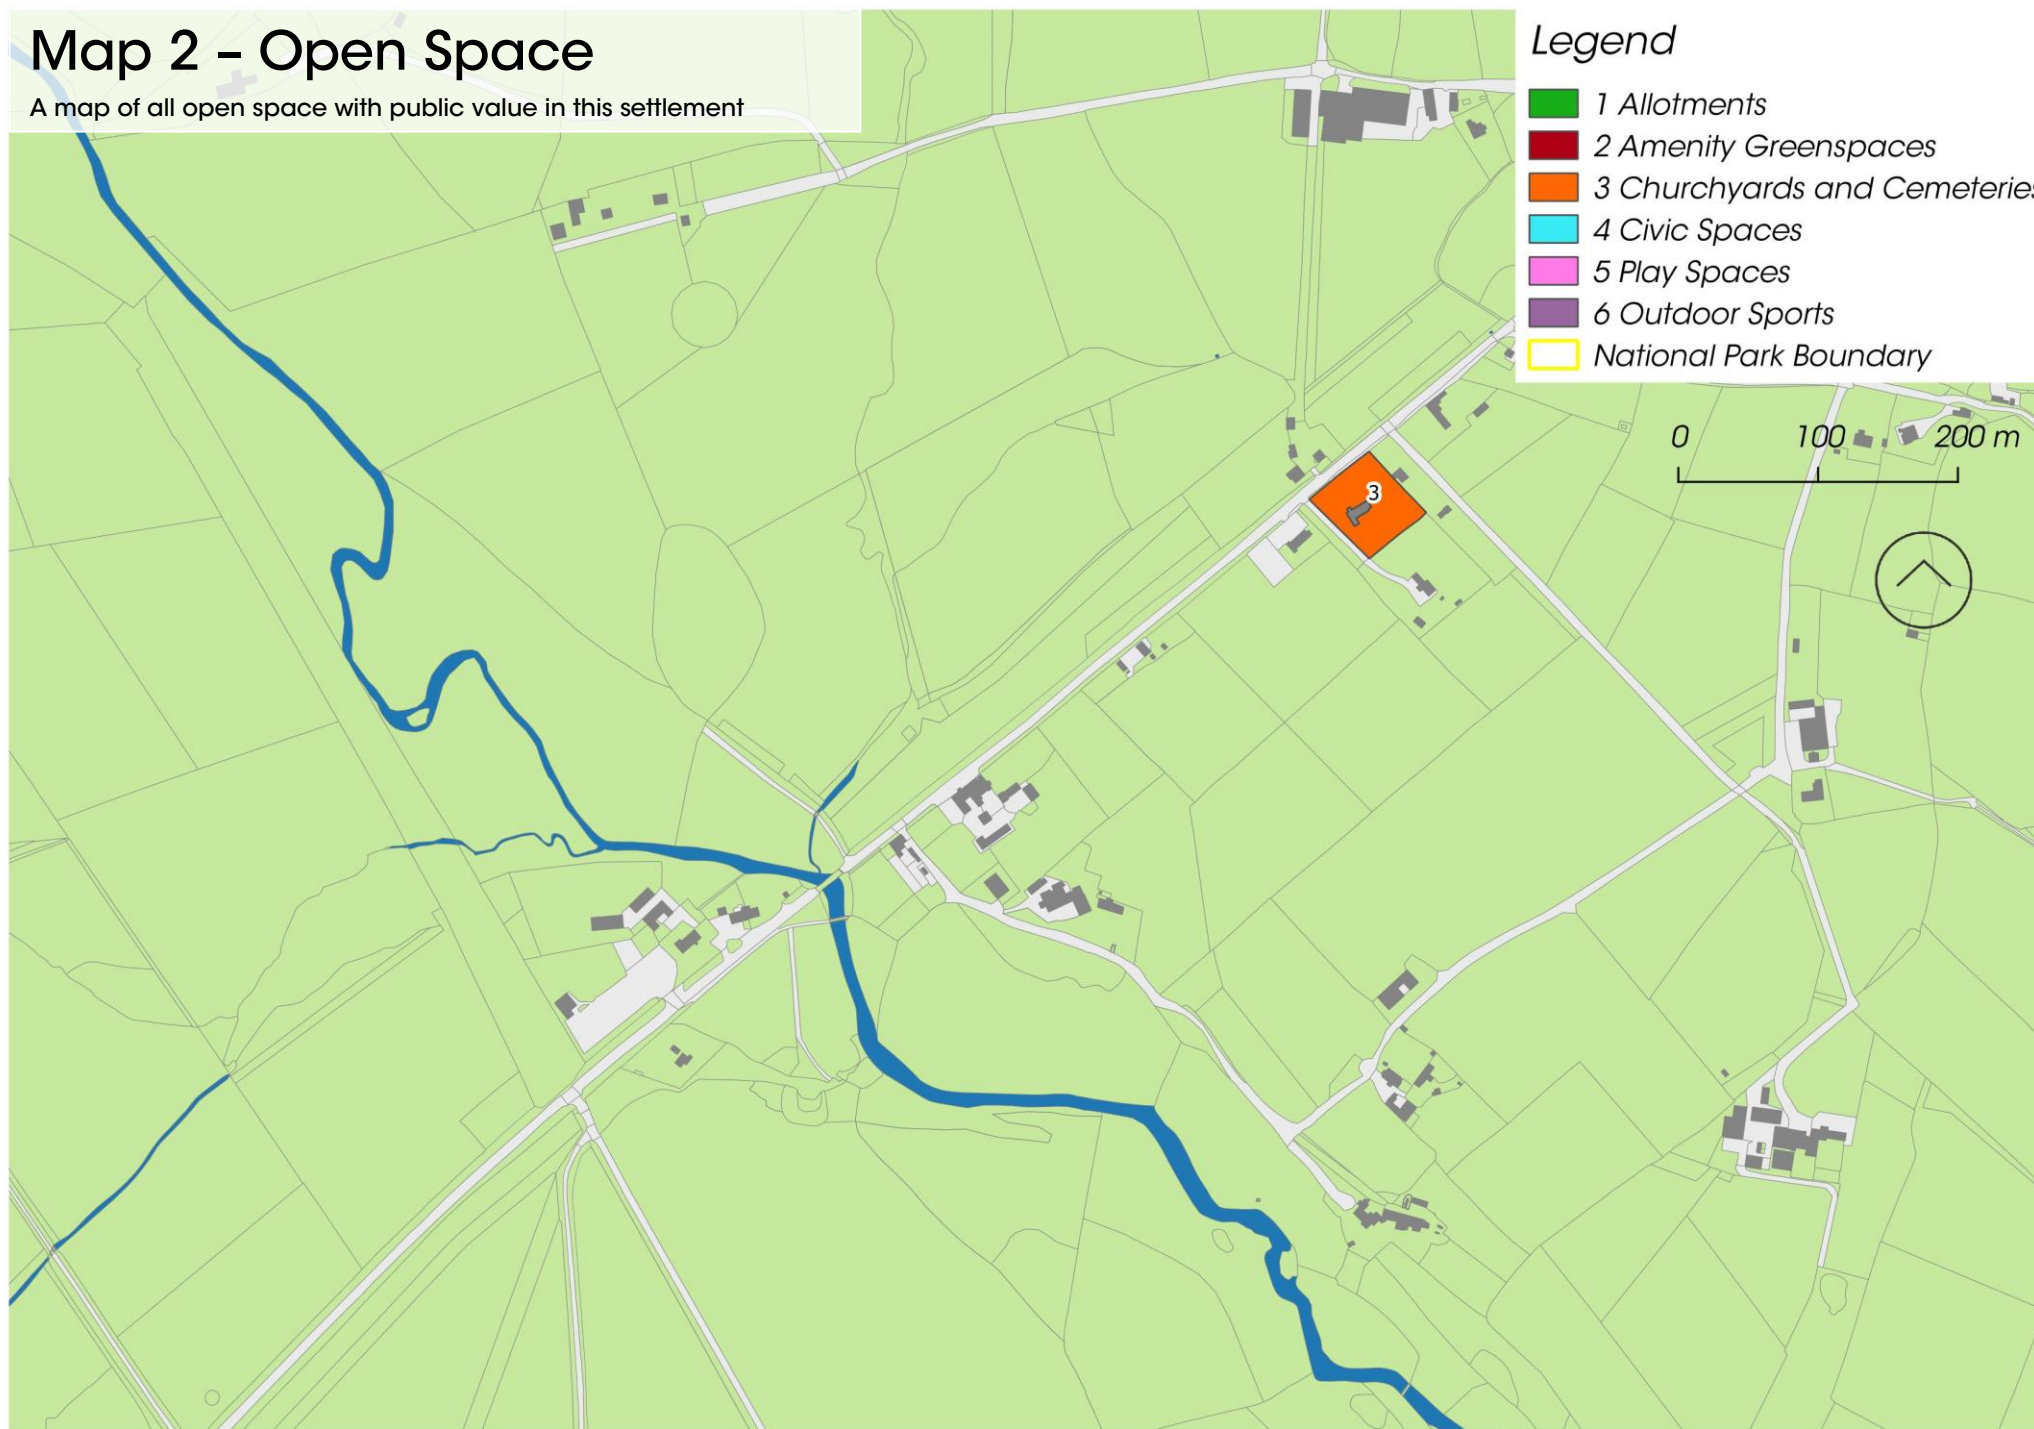 Map 2 – Open Space
A map of all open space with public value in this settlement
Legend
1 Allotments
2 Amenity Greenspaces
3 Churchyards and Cemeteries
4 Civic Spaces
5 Play Spaces
6 Outdoor Sports
National Park Boundary
0 100 200 m
3